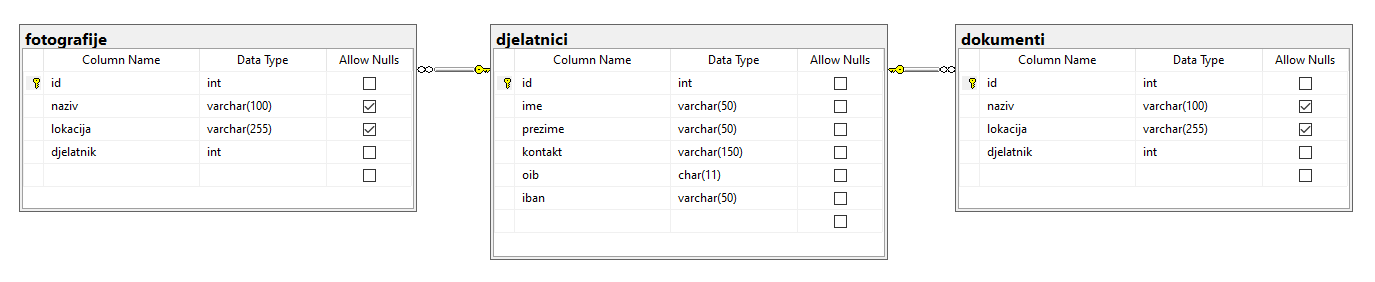 fotografije
Column Name Data Type Allow Nulls
id int
naziv varchar(100)
lokacija varchar(255)
djelatnik int
djelatnici
Column Name Data Type Allow Nulls
id int
ime varchar(50)
prezime varchar(50)
kontakt varchar(150)
oib char(11)
iban varchar(50)
dokumenti
Column Name Data Type Allow Nulls
id int
naziv varchar(100)
lokacija varchar(255)
djelatnik int